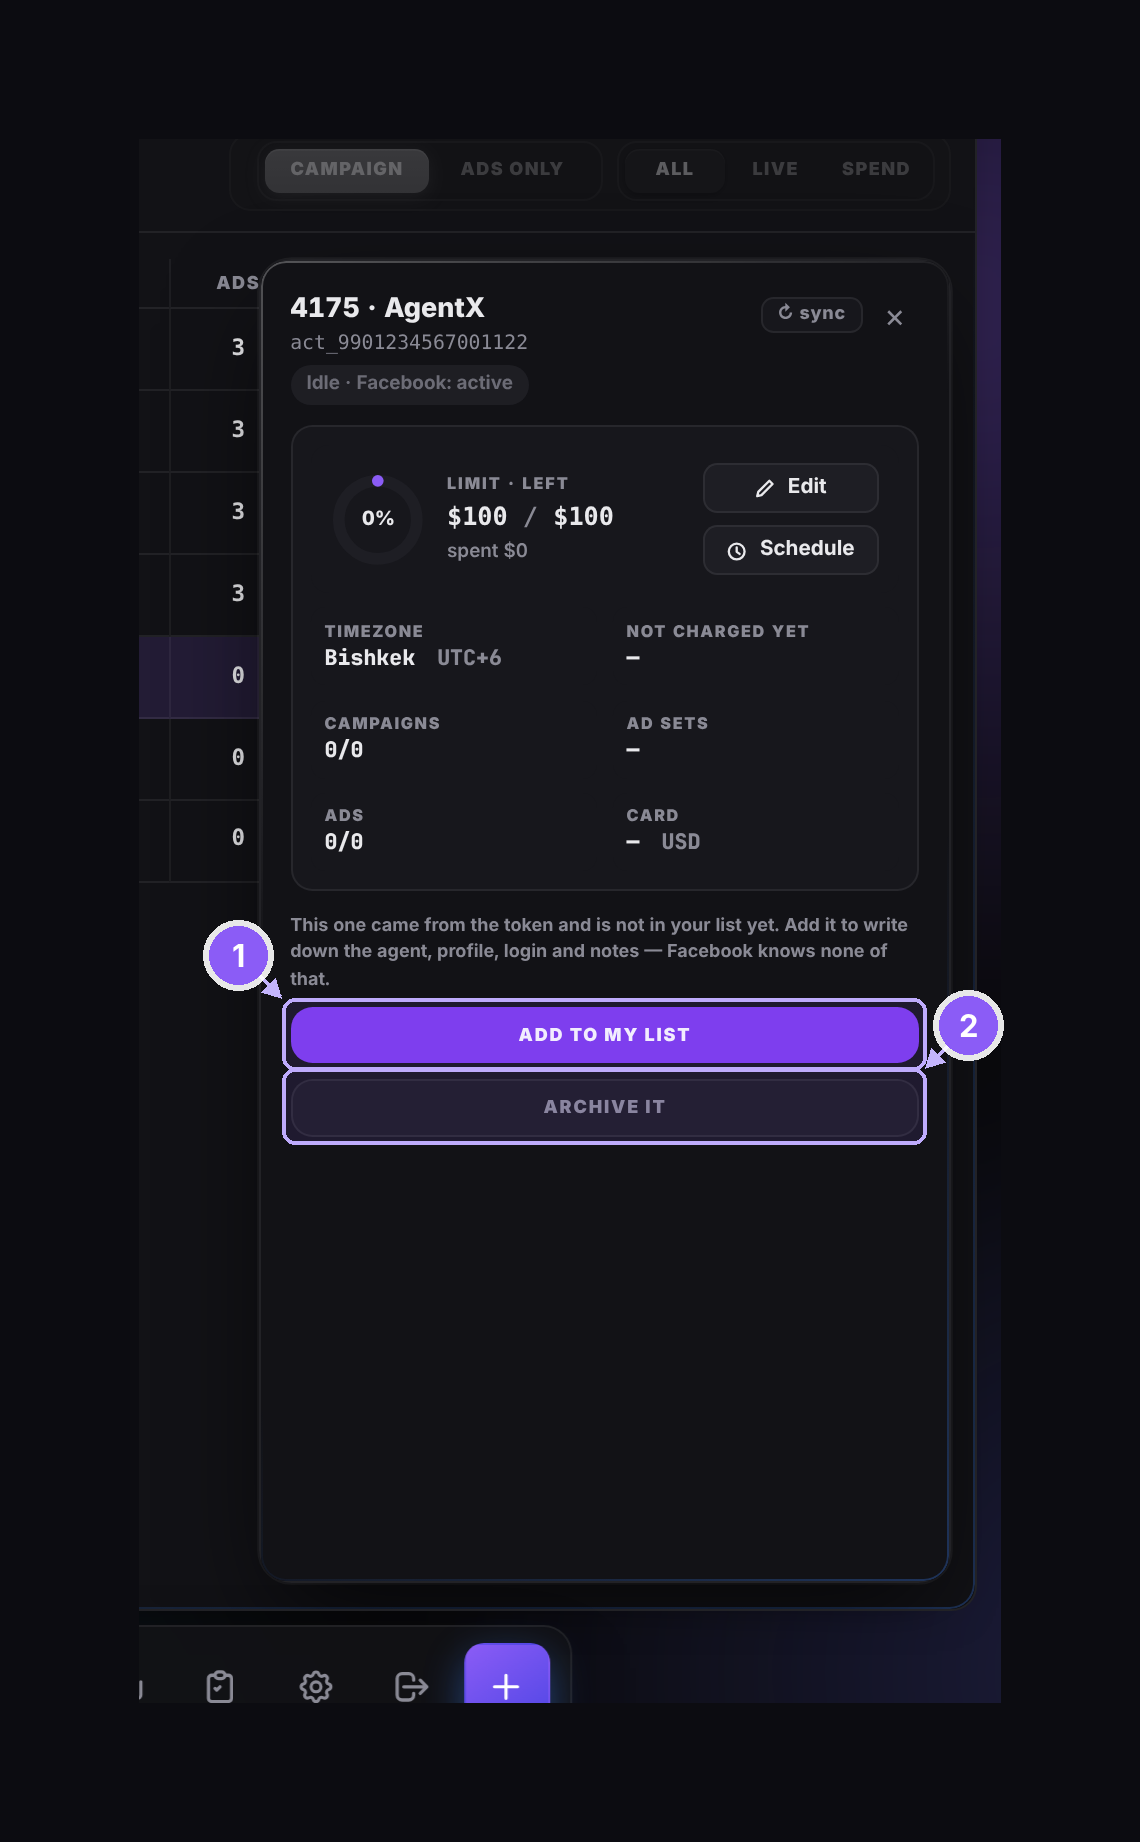 CAMPAIGN ADS ONLY ALL LIVE SPEND
ADS
3
3
3
3
0
0
0
4175 · AgentX
↻ sync ✕
act_9901234567001122
Idle · Facebook: active
0%
LIMIT · LEFT
$100 / $100
spent $0
Edit
Schedule
TIMEZONE
Bishkek UTC+6
NOT CHARGED YET
—
CAMPAIGNS
0/0
AD SETS
—
ADS
0/0
CARD
— USD
This one came from the token and is not in your list yet. Add it to write
down the agent, profile, login and notes — Facebook knows none of
that.
1
ADD TO MY LIST
2
ARCHIVE IT